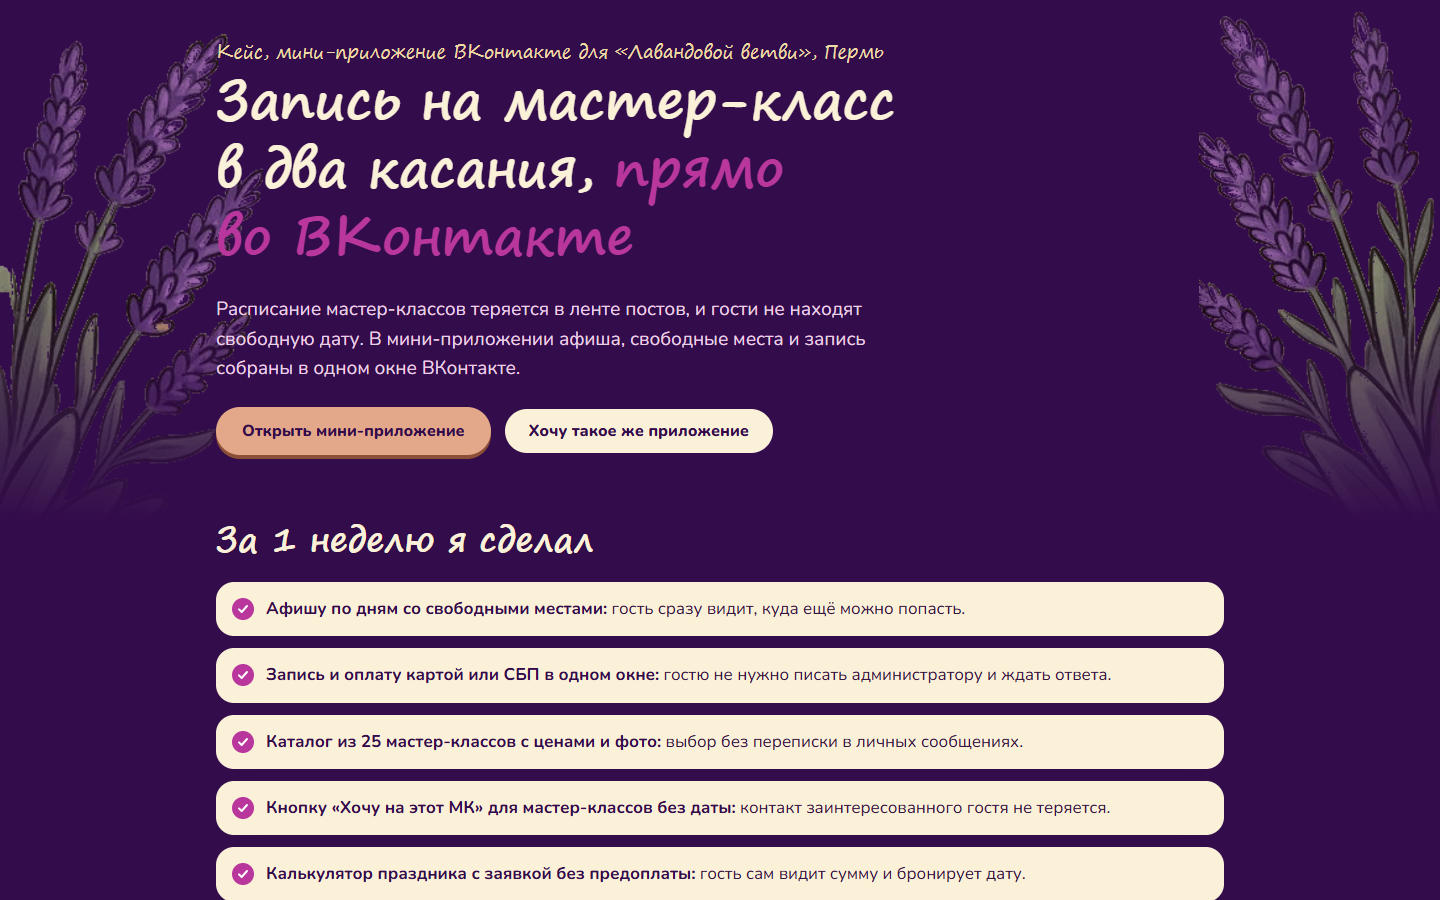 Кейс, мини-приложение ВКонтакте для «Лавандовой ветви», Пермь
Запись на мастер-класс
в два касания, прямо
во ВКонтакте
Расписание мастер-классов теряется в ленте постов, и гости не находят
свободную дату. В мини-приложении афиша, свободные места и запись
собраны в одном окне ВКонтакте.
Открыть мини-приложение
Хочу такое же приложение
За 1 неделю я сделал
Афишу по дням со свободными местами: гость сразу видит, куда ещё можно попасть.
Запись и оплату картой или СБП в одном окне: гостю не нужно писать администратору и ждать ответа.
Каталог из 25 мастер-классов с ценами и фото: выбор без переписки в личных сообщениях.
Кнопку «Хочу на этот МК» для мастер-классов без даты: контакт заинтересованного гостя не теряется.
Калькулятор праздника с заявкой без предоплаты: гость сам видит сумму и бронирует дату.